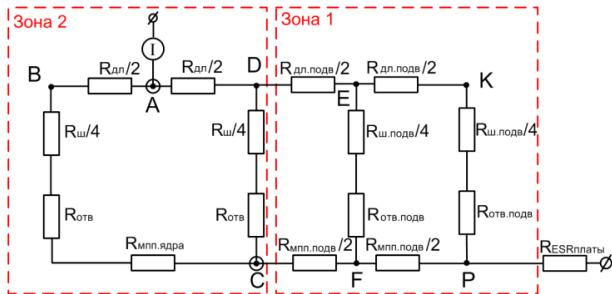 Зона 2
Зона 1
I
B
Rдл/2
Rдл/2
A
D
Rдл.подв/2
Rдл.подв/2
E
K
Rш/4
Rш/4
Rш.подв/4
Rш.подв/4
Rотв
Rотв
Rотв.подв
Rотв.подв
Rмпп.ядра
Rмпп.подв/2
Rмпп.подв/2
RESRплаты
C
F
P